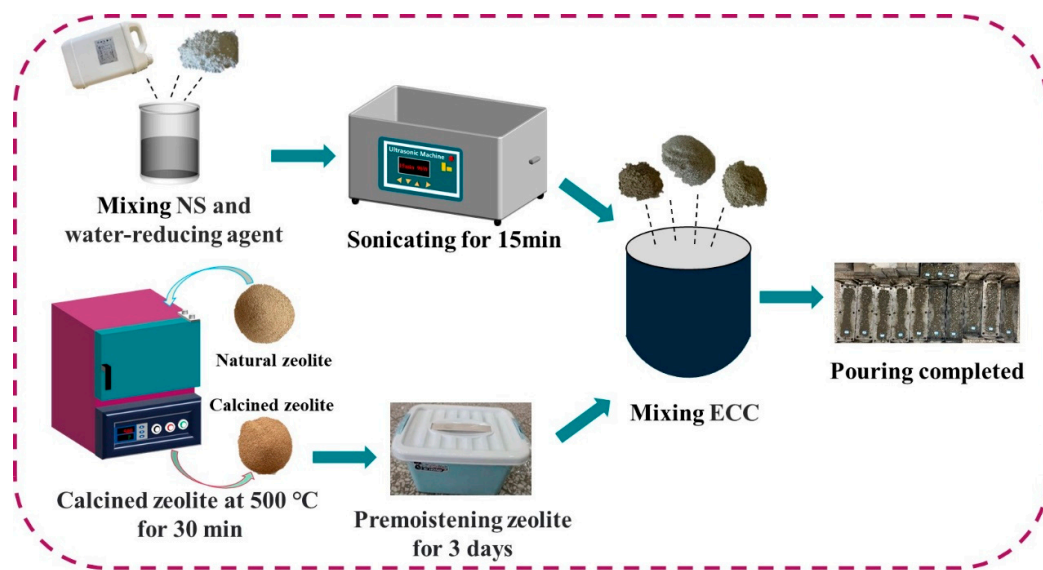 Mixing NS and
water-reducing agent
Ultrasonic Machine
Sonicating for 15min
Natural zeolite
Calcined zeolite
Calcined zeolite at 500 °C
for 30 min
Premoistening zeolite
for 3 days
Mixing ECC
Pouring completed